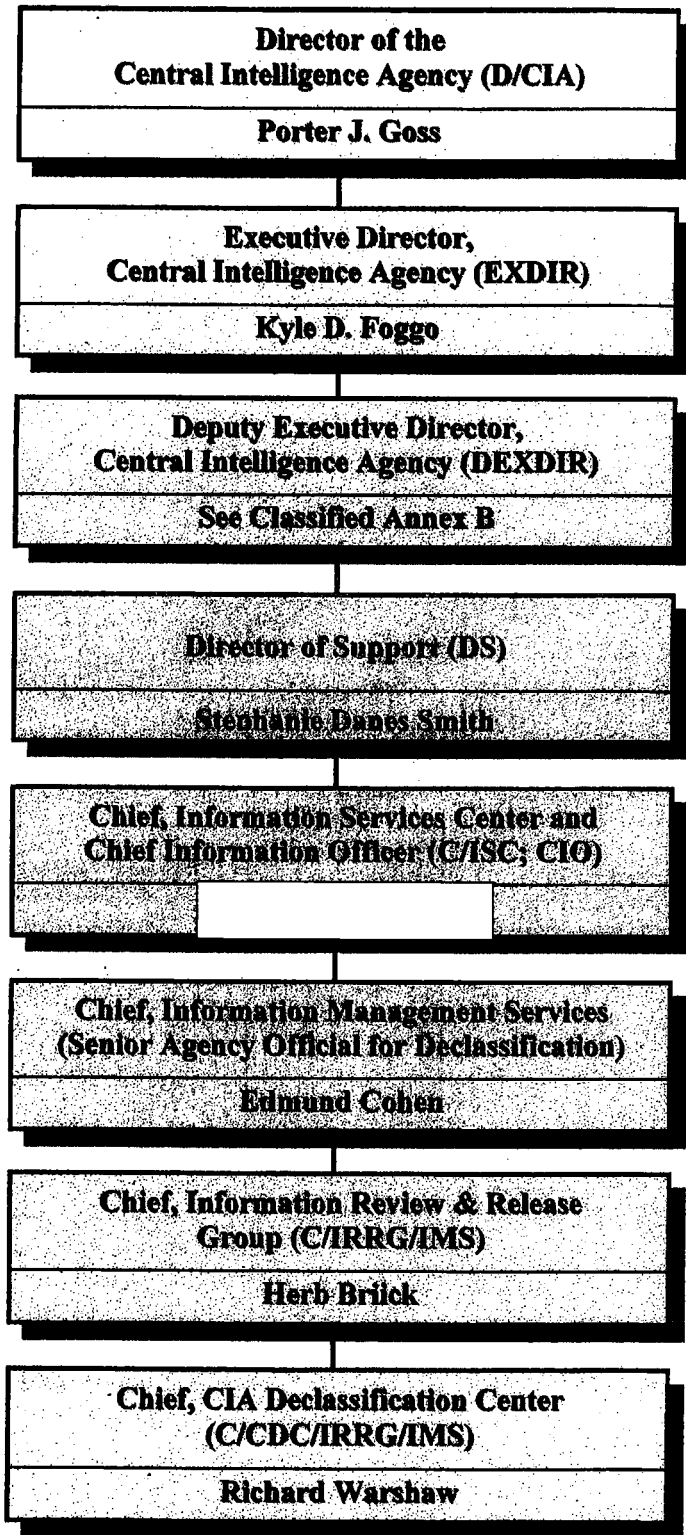 Director of the
Central Intelligence Agency (D/CIA)
Porter J. Goss
Executive Director,
Central Intelligence Agency (EXDIR)
Kyle D. Foggo
Deputy Executive Director,
Central Intelligence Agency (DEXDIR)
See Classified Annex B
Director of Support (DS)
Stephanie Danes Smith
Chief, Information Services Center and
Chief Information Officer (C/ISC; CIO)
Chief, Information Management Services
(Senior Agency Official for Declassification)
Edmund Cohen
Chief, Information Review & Release
Group (C/IRRG/IMS)
Herb Briick
Chief, CIA Declassification Center
(C/CDC/IRRG/IMS)
Richard Warshaw